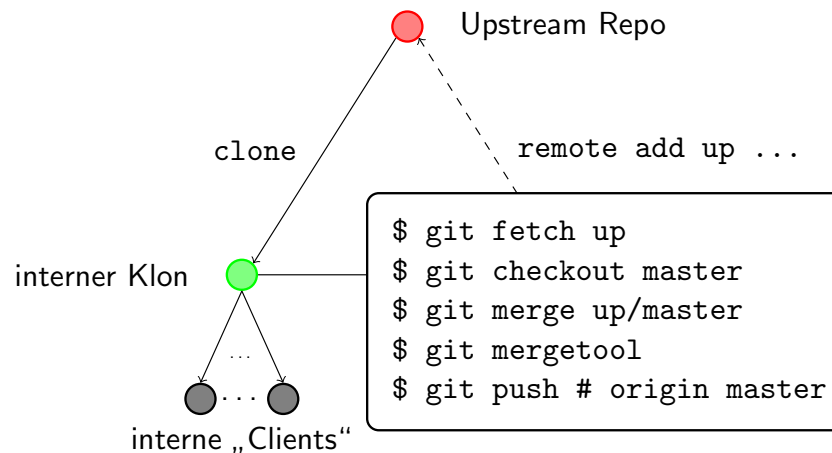 Upstream Repo
clone
remote add up ...
$ git fetch up
interner Klon
$ git checkout master
$ git merge up/master
$ git mergetool
$ git push # origin master
...
...
interne „Clients“